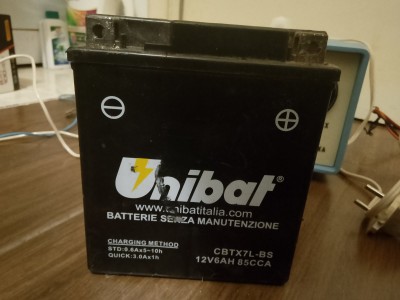 Unibat®
www.unibatitalia.com
BATTERIE SENZA MANUTENZIONE
CHARGING METHOD
STD:0.6Ax5~10h
QUICK:3.0Ax1h
CBTX7L-BS
12V6AH 85CCA